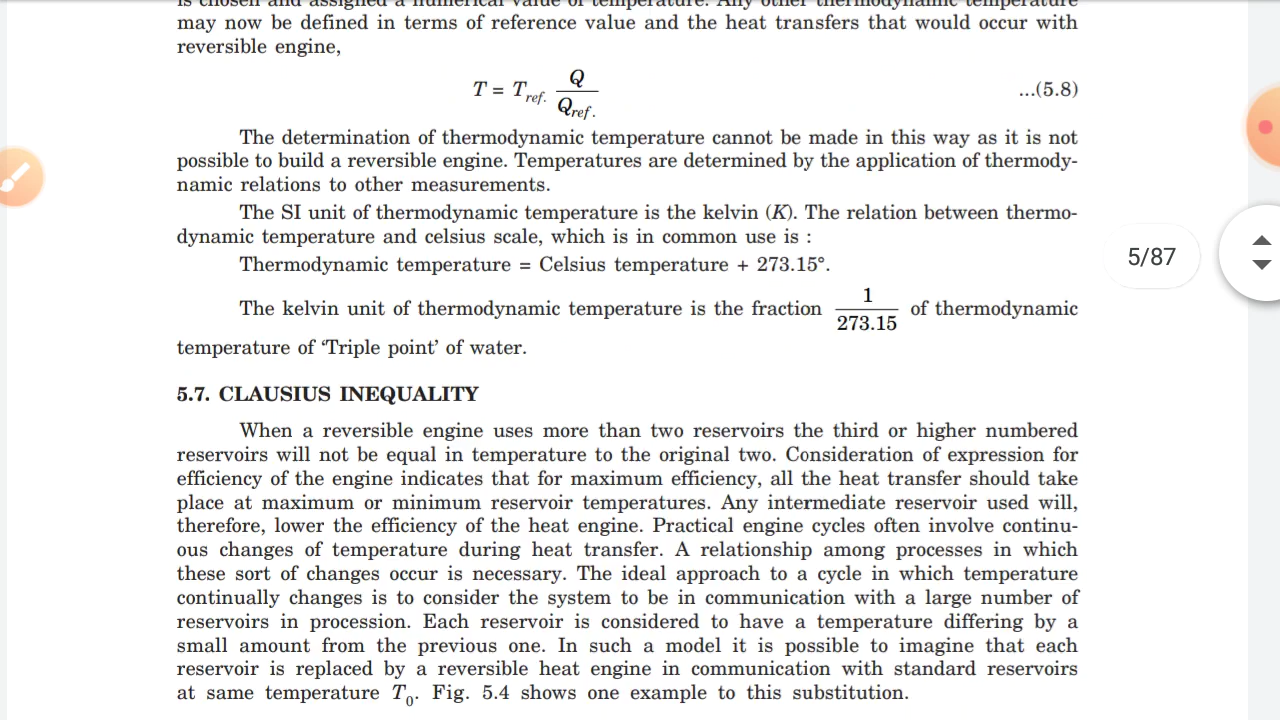 is chosen and assigned a numerical value of temperature. Any other thermodynamic temperature
may now be defined in terms of reference value and the heat transfers that would occur with
reversible engine,
T = Tref. Q/Qref. ...(5.8)
The determination of thermodynamic temperature cannot be made in this way as it is not
possible to build a reversible engine. Temperatures are determined by the application of thermody-
namic relations to other measurements.
The SI unit of thermodynamic temperature is the kelvin (K). The relation between thermo-
dynamic temperature and celsius scale, which is in common use is :
Thermodynamic temperature = Celsius temperature + 273.15°.
The kelvin unit of thermodynamic temperature is the fraction 1/273.15 of thermodynamic
temperature of ‘Triple point’ of water.
5.7. CLAUSIUS INEQUALITY
When a reversible engine uses more than two reservoirs the third or higher numbered
reservoirs will not be equal in temperature to the original two. Consideration of expression for
efficiency of the engine indicates that for maximum efficiency, all the heat transfer should take
place at maximum or minimum reservoir temperatures. Any intermediate reservoir used will,
therefore, lower the efficiency of the heat engine. Practical engine cycles often involve continu-
ous changes of temperature during heat transfer. A relationship among processes in which
these sort of changes occur is necessary. The ideal approach to a cycle in which temperature
continually changes is to consider the system to be in communication with a large number of
reservoirs in procession. Each reservoir is considered to have a temperature differing by a
small amount from the previous one. In such a model it is possible to imagine that each
reservoir is replaced by a reversible heat engine in communication with standard reservoirs
at same temperature T0. Fig. 5.4 shows one example to this substitution.
5/87